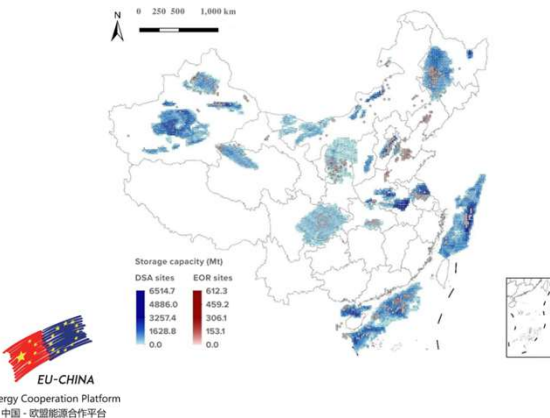 0 250 500 1,000 km
N
Storage capacity (Mt)
DSA sites EOR sites
6514.7 612.3
4886.0 459.2
3257.4 306.1
1628.8 153.1
0.0 0.0
EU-CHINA
ergy Cooperation Platform
中国 - 欧盟能源合作平台